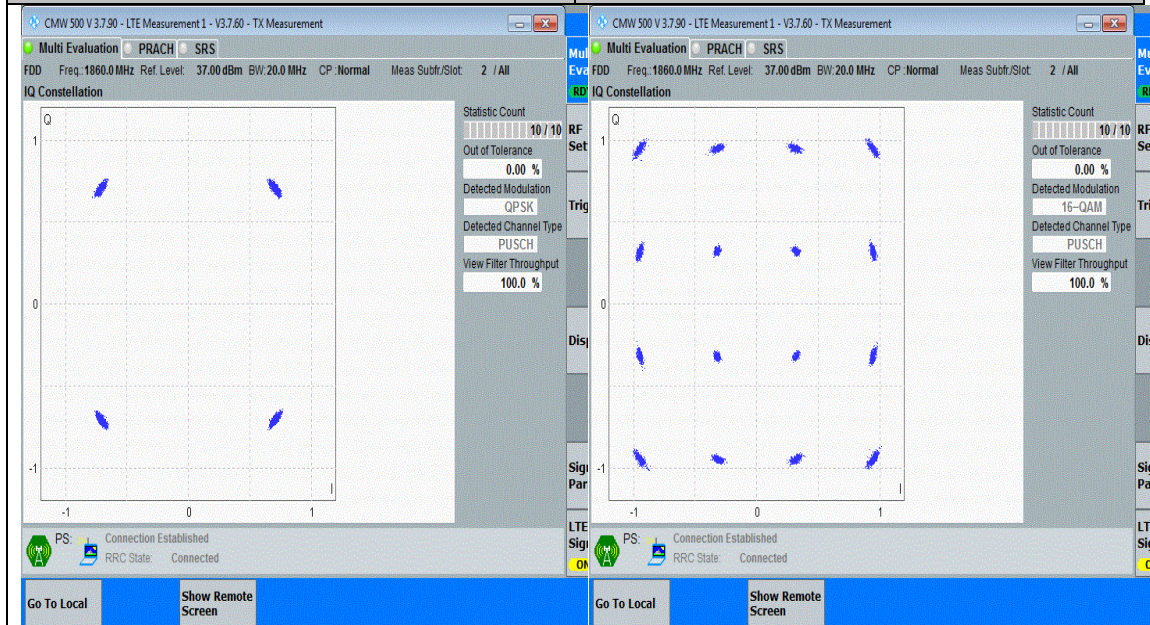 CMW 500 V 3.7.90 - LTE Measurement 1 - V3.7.60 - TX Measurement
Multi Evaluation PRACH SRS
FDD Freq.: 1860.0 MHz Ref. Level: 37.00 dBm BW: 20.0 MHz CP : Normal Meas Subfr./Slot: 2 / All
IQ Constellation
Q
1
0
-1
-1 0 1
I
Statistic Count
10 / 10
Out of Tolerance
0.00 %
Detected Modulation
QPSK
Detected Channel Type
PUSCH
View Filter Throughput
100.0 %
RF
PS: Connection Established
RRC State: Connected
LTE
Go To Local
Show Remote
Screen
CMW 500 V 3.7.90 - LTE Measurement 1 - V3.7.60 - TX Measurement
Multi Evaluation PRACH SRS
FDD Freq.: 1860.0 MHz Ref. Level: 37.00 dBm BW: 20.0 MHz CP : Normal Meas Subfr./Slot: 2 / All
IQ Constellation
Q
1
0
-1
-1 0 1
I
Statistic Count
10 / 10
Out of Tolerance
0.00 %
Detected Modulation
16-QAM
Detected Channel Type
PUSCH
View Filter Throughput
100.0 %
RF
PS: Connection Established
RRC State: Connected
Go To Local
Show Remote
Screen